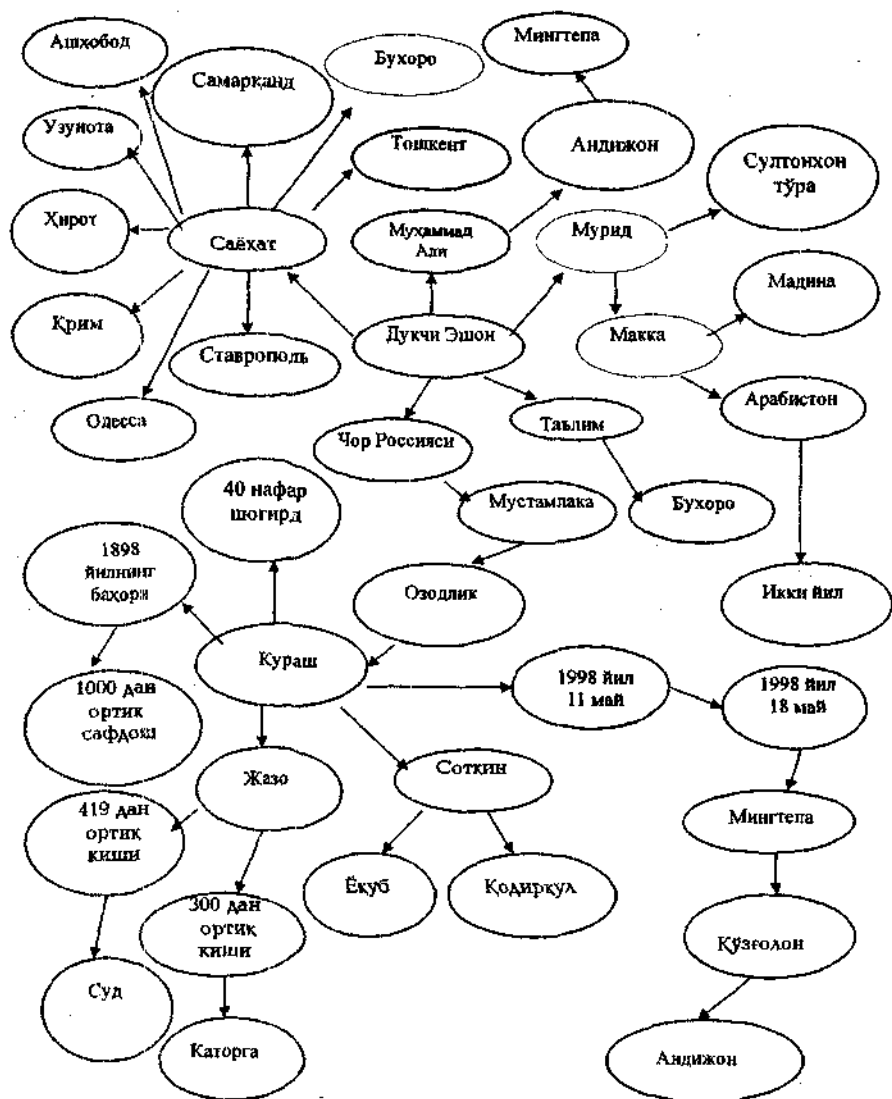 Ашхобод
Мингтепа
Бухоро
Самарқанд
Узунота
Тошкент
Андижон
Султонхон
тўра
Ҳирот
Саёҳат
Муҳаммад
Али
Мурид
Мадина
Қрим
Дукчи Эшон
Макка
Ставрополь
Арабистон
Одесса
Таълим
Чор Россияси
40 нафар
шогирд
Мустамлака
Бухоро
1898
йилнинг
баҳори
Озодлик
Икки йил
Кураш
1998 йил
11 май
1998 йил
18 май
1000 дан
ортиқ
сафдош
Жазо
Соткин
419 дан
ортиқ
киши
Мингтепа
Ёқуб
Қодирқул
300 дан
ортиқ
киши
Қўзғолон
Суд
Каторга
Андижон